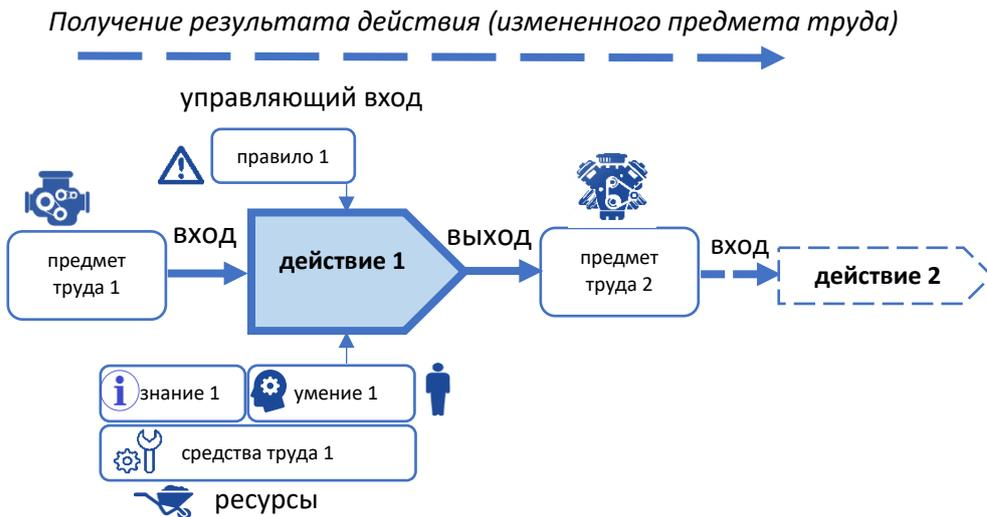 Получение результата действия (измененного предмета труда)
управляющий вход
правило 1
предмет
труда 1
вход
действие 1
выход
предмет
труда 2
вход
действие 2
i
знание 1
умение 1
средства труда 1
ресурсы